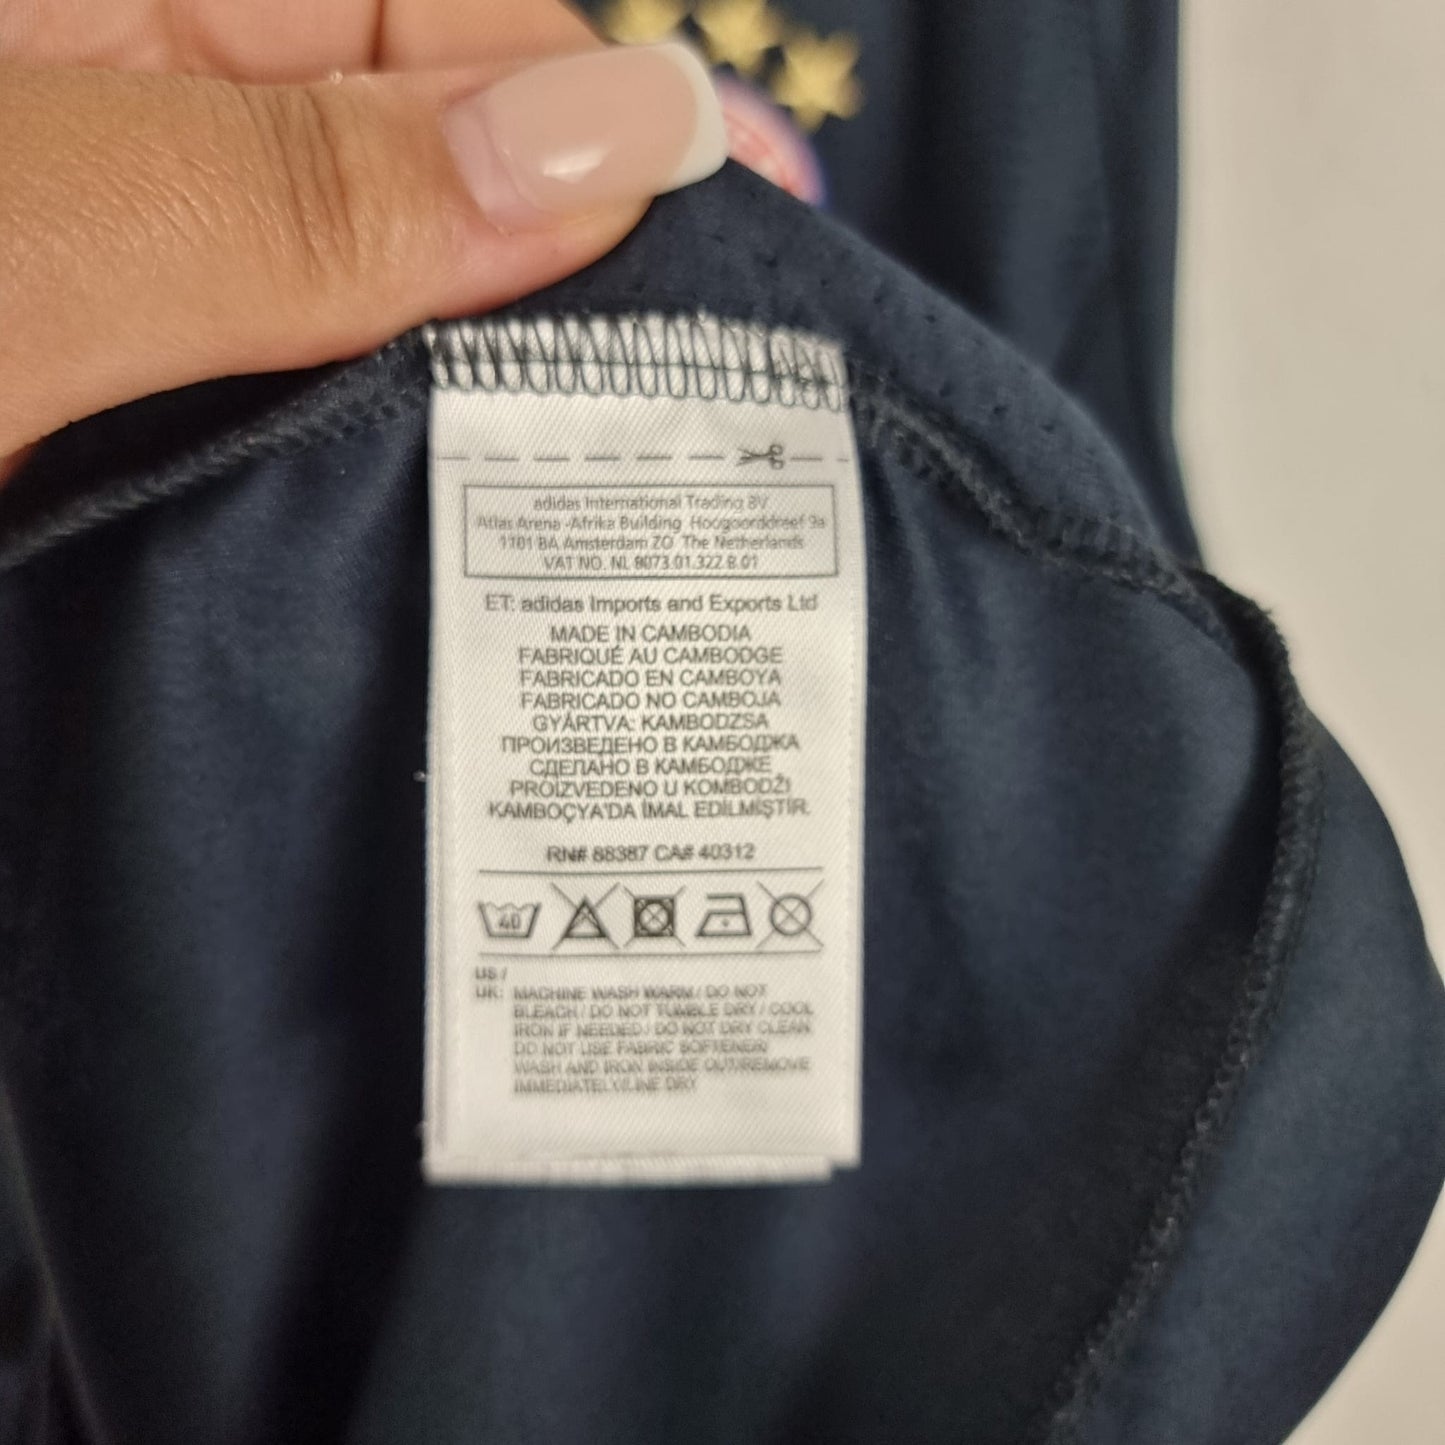 adidas International Trading BV
Atlas Arena -Afrika Building Hoogoorddreef 9a
1101 BA Amsterdam ZO The Netherlands
VAT NO. NL 8073.01.322.B.01
ET: adidas Imports and Exports Ltd
MADE IN CAMBODIA
FABRIQUÉ AU CAMBODGE
FABRICADO EN CAMBOYA
FABRICADO NO CAMBOJA
GYÁRTVA: KAMBODZSA
ПРОИЗВЕДЕНО В КАМБОДЖА
СДЕЛАНО В КАМБОДЖЕ
PROIZVEDENO U KOMBODŽI
KAMBOÇYA'DA İMAL EDİLMİŞTİR.
RN# 88387 CA# 40312
40
US /
UK: MACHINE WASH WARM / DO NOT
BLEACH / DO NOT TUMBLE DRY / COOL
IRON IF NEEDED / DO NOT DRY CLEAN
DO NOT USE FABRIC SOFTENER/
WASH AND IRON INSIDE OUT/REMOVE
IMMEDIATELY/LINE DRY